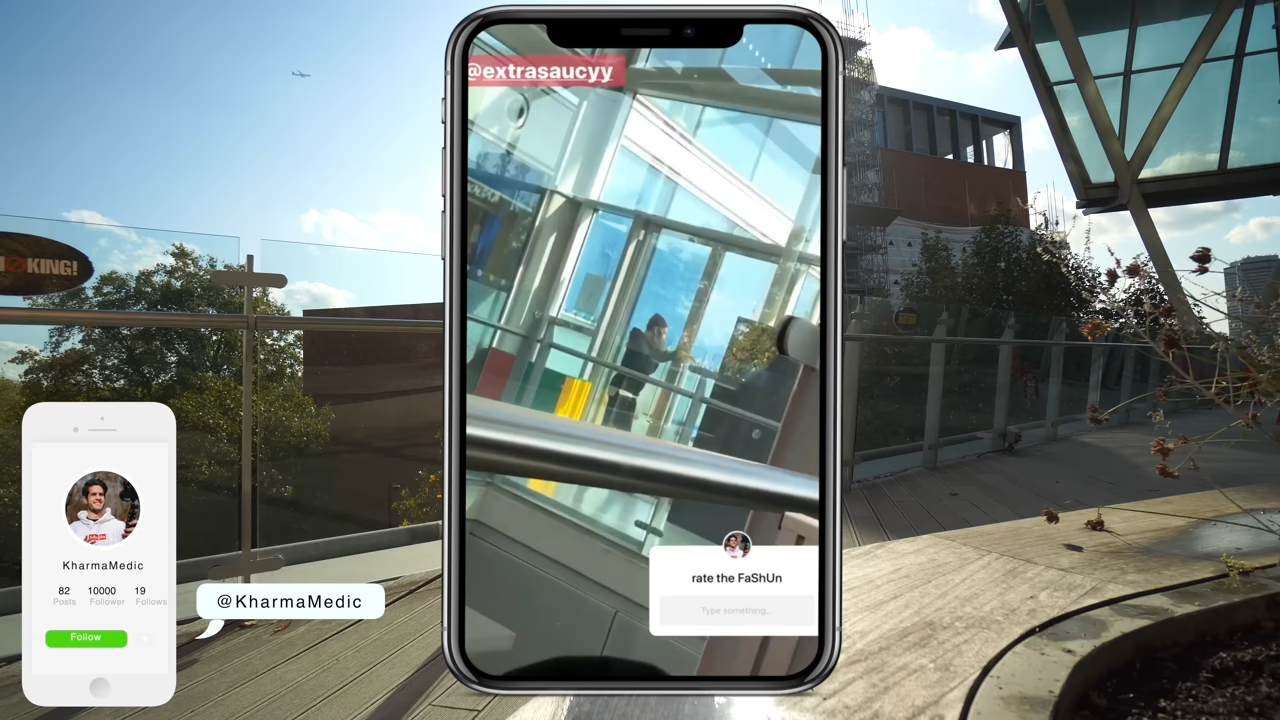 @extrasaucyy
KING!
rate the FaShUn
Type something...
KharmaMedic
82 10000 19
Posts Follower Follows
Follow
@KharmaMedic